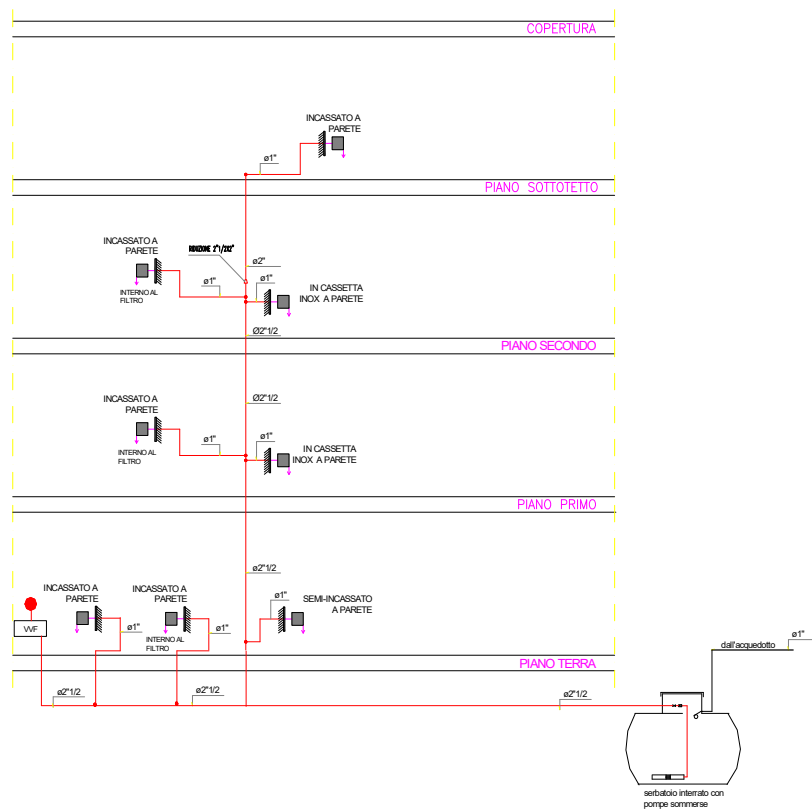 COPERTURA
INCASSATO A
PARETE
ø1"
PIANO SOTTOTETTO
INCASSATO A
PARETE
RIDUZIONE 2"1/2X2"
ø2"
INTERNO AL
FILTRO
ø1"
ø1"
IN CASSETTA
INOX A PARETE
Ø2"1/2
PIANO SECONDO
INCASSATO A
PARETE
Ø2"1/2
INTERNO AL
FILTRO
ø1"
ø1"
IN CASSETTA
INOX A PARETE
PIANO PRIMO
ø2"1/2
INCASSATO A
PARETE
INCASSATO A
PARETE
ø1"
SEMI-INCASSATO
A PARETE
VVF
ø1"
INTERNO AL
FILTRO
ø1"
PIANO TERRA
dall'acquedotto
ø1"
ø2"1/2
ø2"1/2
ø2"1/2
serbatoio interrato con
pompe sommerse